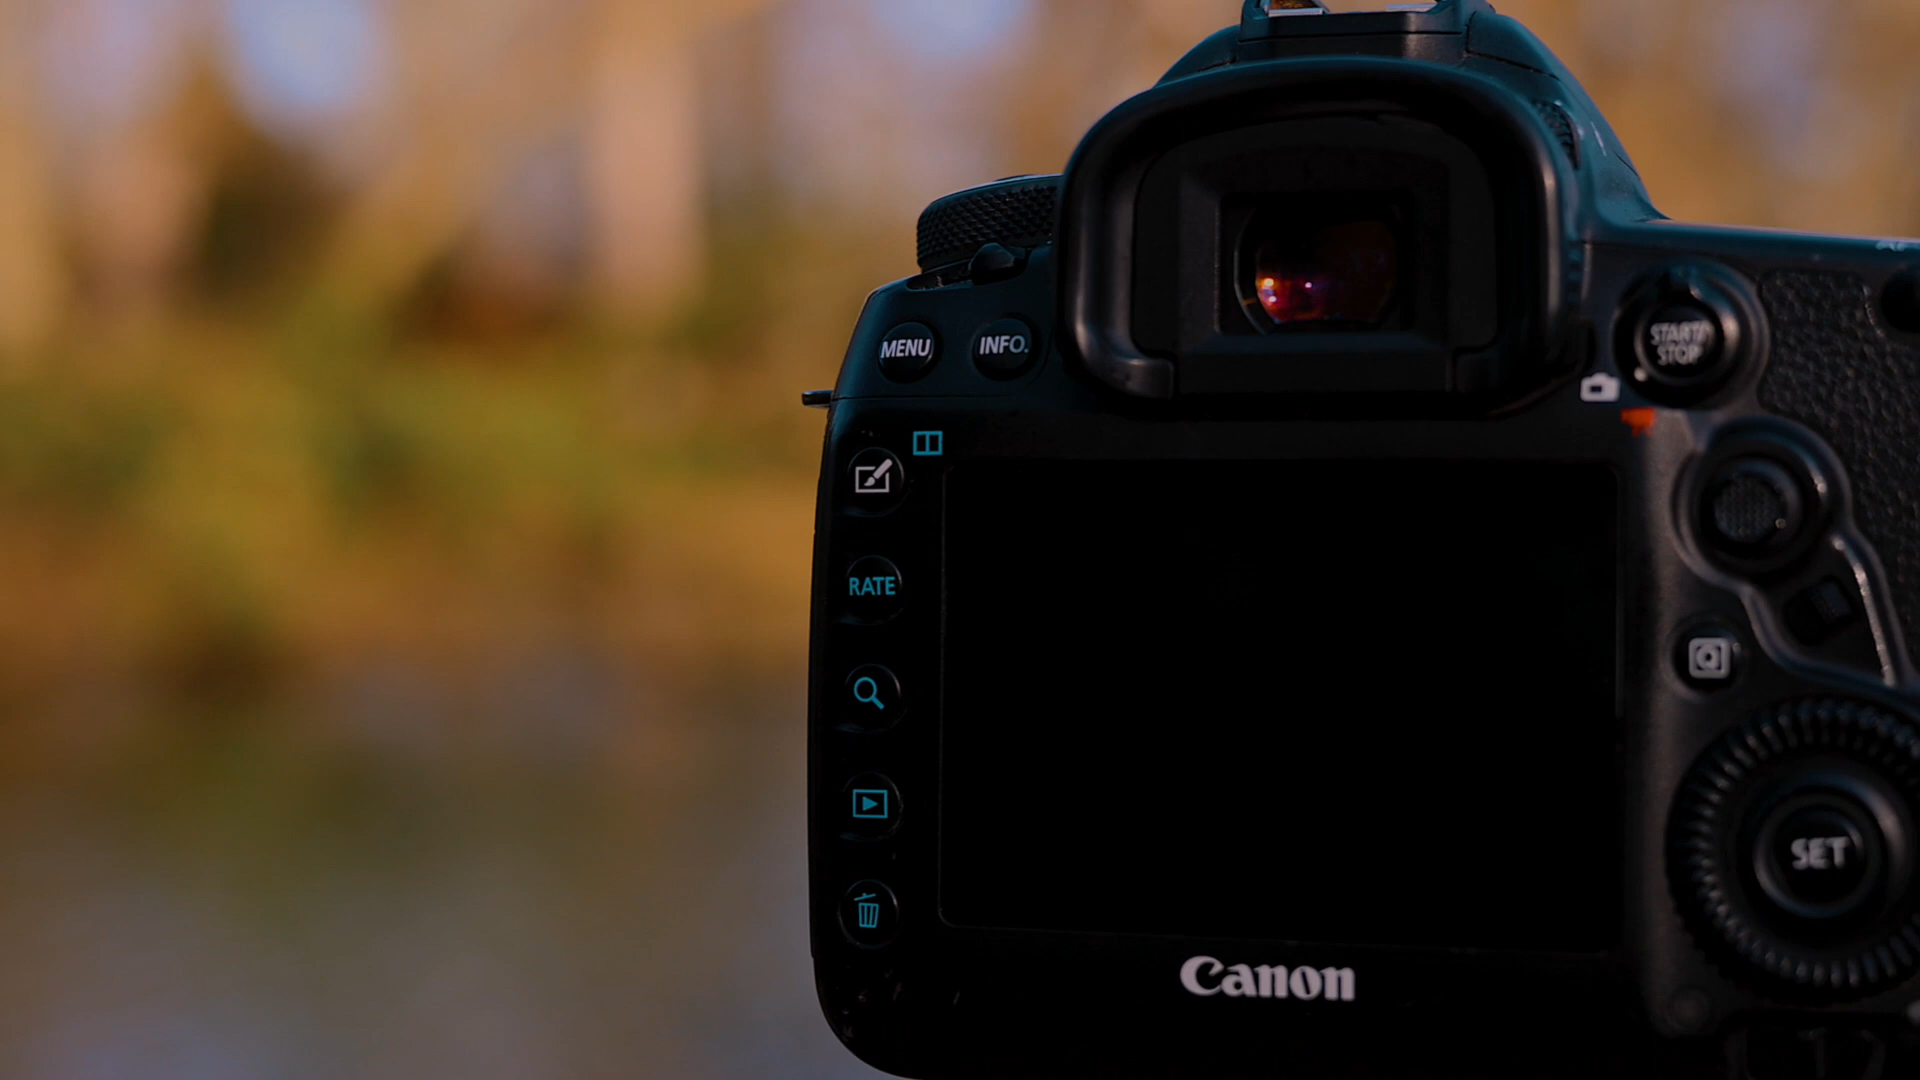 MENU
INFO.
START/
STOP
RATE
Q
SET
Canon